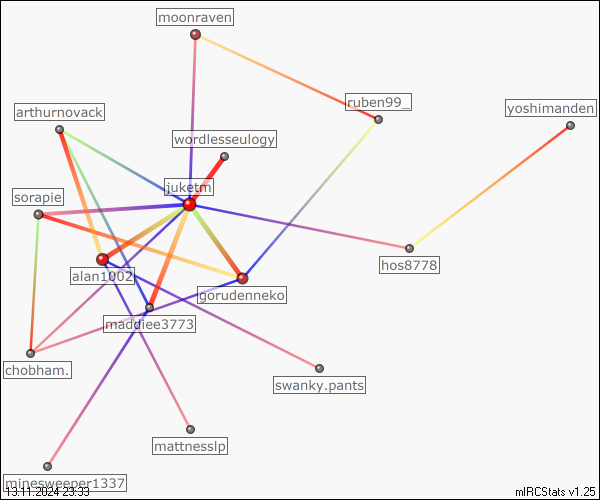 moonraven
ruben99_
yoshimanden
arthurnovack
wordlesseulogy
juketm
sorapie
hos8778
alan1002
gorudenneko
maddiee3773
chobham.
swanky.pants
mattnesslp
minesweeper1337
13.11.2024 23:33
mIRCStats v1.25